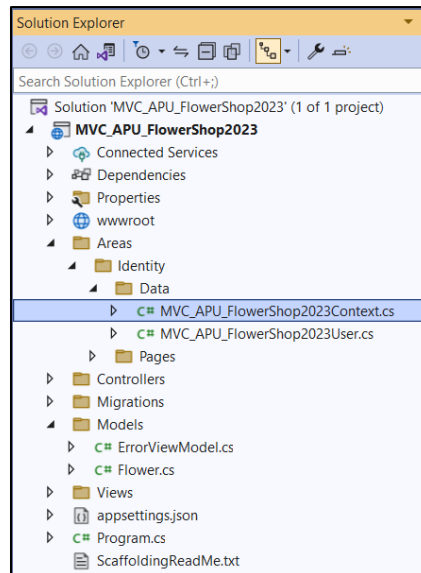 Solution Explorer
Search Solution Explorer (Ctrl+;)
Solution 'MVC_APU_FlowerShop2023' (1 of 1 project)
MVC_APU_FlowerShop2023
Connected Services
Dependencies
Properties
wwwroot
Areas
Identity
Data
C# MVC_APU_FlowerShop2023Context.cs
C# MVC_APU_FlowerShop2023User.cs
Pages
Controllers
Migrations
Models
C# ErrorViewModel.cs
C# Flower.cs
Views
appsettings.json
C# Program.cs
ScaffoldingReadMe.txt